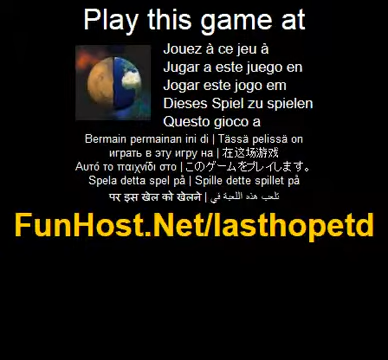 Play this game at
Jouez à ce jeu à
Jugar a este juego en
Jogar este jogo em
Dieses Spiel zu spielen
Questo gioco a
Bermain permainan ini di | Tässä pelissä on
играть в эту игру на | 在这场游戏
Αυτό το παιχνίδι στο | このゲームをプレイします。
Spela detta spel på | Spille dette spillet på
पर इस खेल को खेलने | تلعب هذه اللعبة في
FunHost.Net/lasthopetd